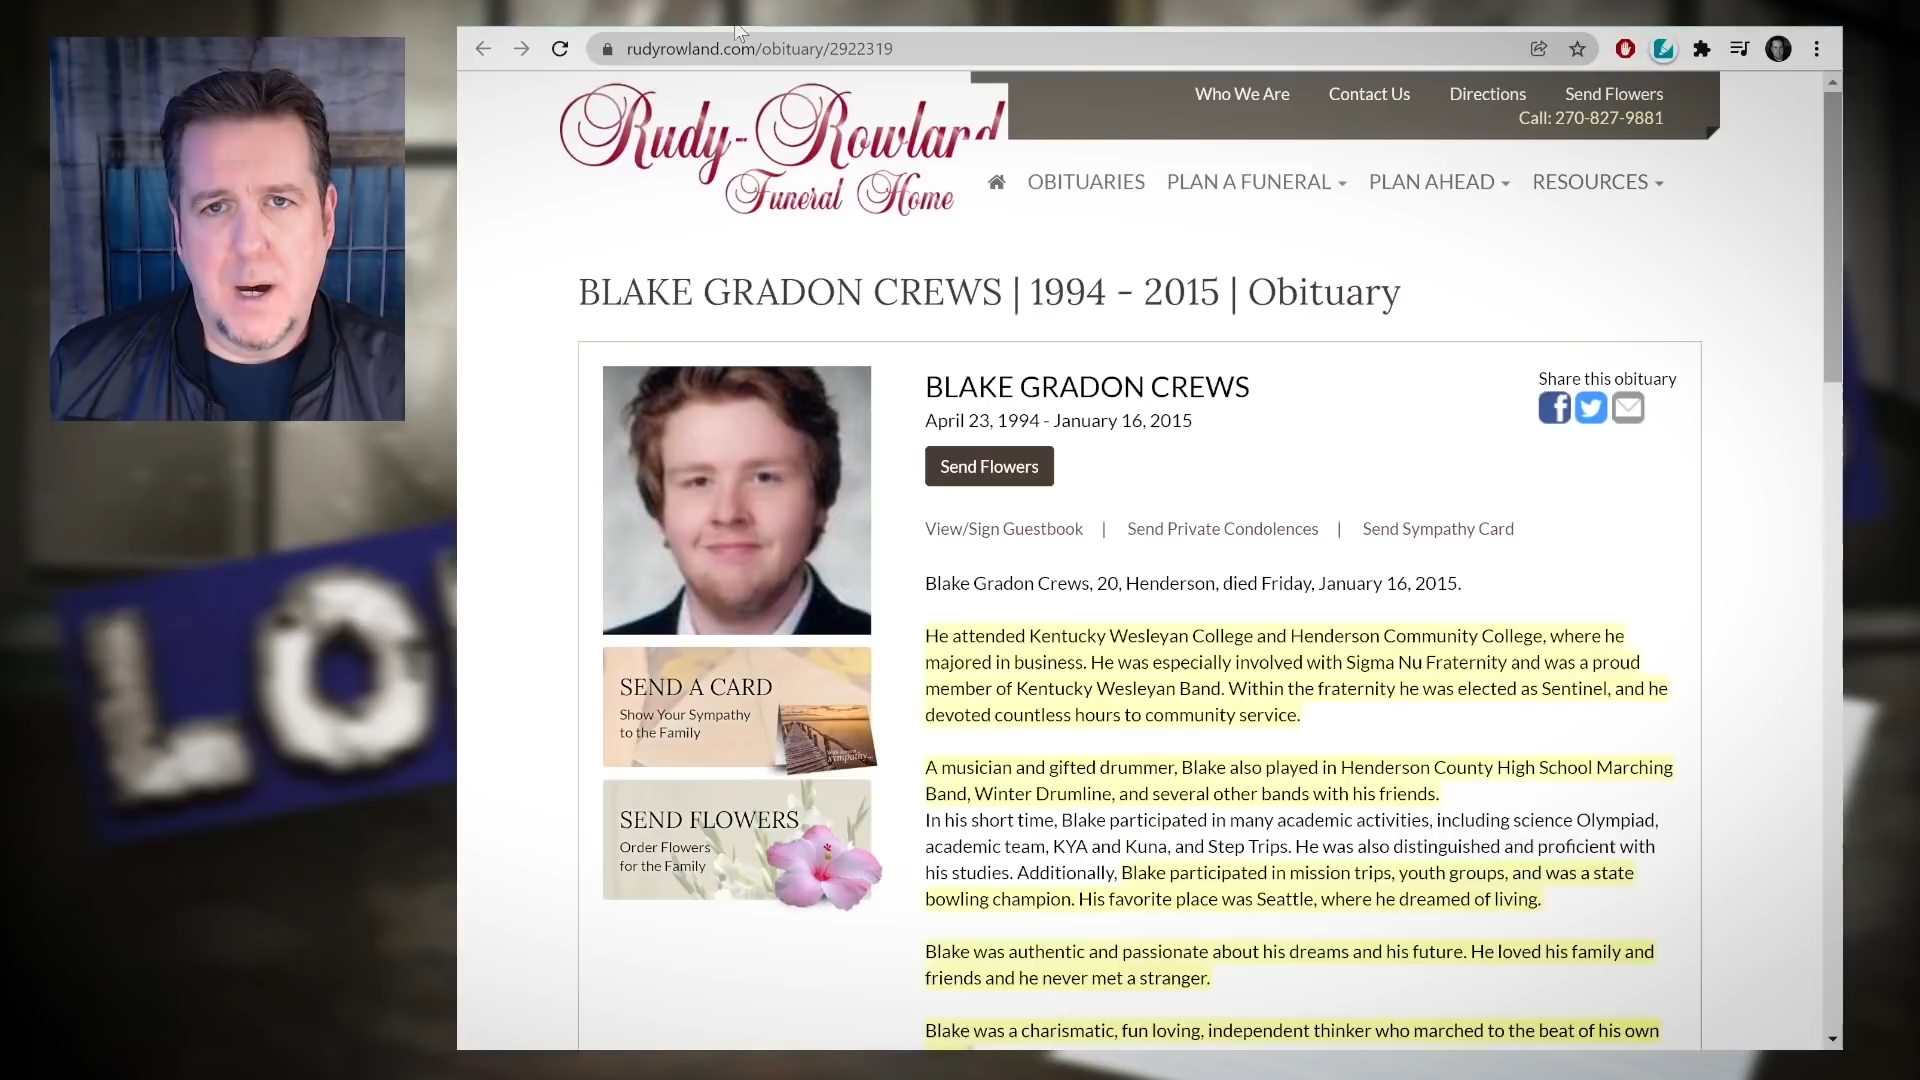 rudyrowland.com/obituary/2922319
Rudy-Rowland
Funeral Home
Who We Are
Contact Us
Directions
Send Flowers
Call: 270-827-9881
OBITUARIES
PLAN A FUNERAL
PLAN AHEAD
RESOURCES
BLAKE GRADON CREWS | 1994 - 2015 | Obituary
BLAKE GRADON CREWS
April 23, 1994 - January 16, 2015
Share this obituary
Send Flowers
View/Sign Guestbook | Send Private Condolences | Send Sympathy Card
Blake Gradon Crews, 20, Henderson, died Friday, January 16, 2015.
He attended Kentucky Wesleyan College and Henderson Community College, where he
majored in business. He was especially involved with Sigma Nu Fraternity and was a proud
member of Kentucky Wesleyan Band. Within the fraternity he was elected as Sentinel, and he
devoted countless hours to community service.
A musician and gifted drummer, Blake also played in Henderson County High School Marching
Band, Winter Drumline, and several other bands with his friends.
In his short time, Blake participated in many academic activities, including science Olympiad,
academic team, KYA and Kuna, and Step Trips. He was also distinguished and proficient with
his studies. Additionally, Blake participated in mission trips, youth groups, and was a state
bowling champion. His favorite place was Seattle, where he dreamed of living.
Blake was authentic and passionate about his dreams and his future. He loved his family and
friends and he never met a stranger.
Blake was a charismatic, fun loving, independent thinker who marched to the beat of his own
SEND A CARD
Show Your Sympathy
to the Family
sympathy...
SEND FLOWERS
Order Flowers
for the Family
LO